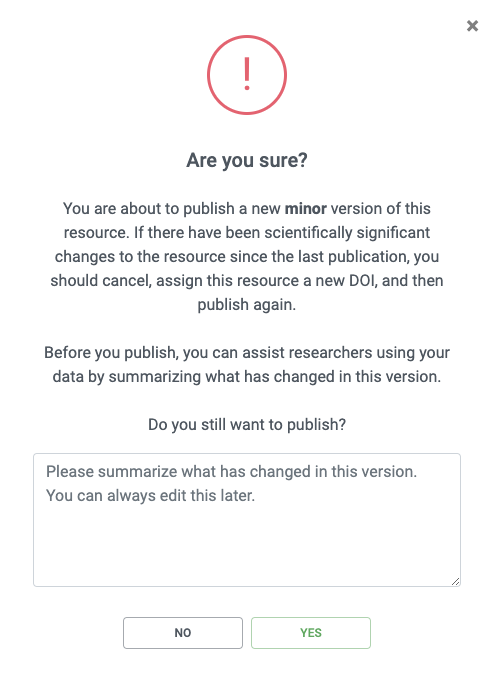 Are you sure?
You are about to publish a new minor version of this
resource. If there have been scientifically significant
changes to the resource since the last publication, you
should cancel, assign this resource a new DOI, and then
publish again.
Before you publish, you can assist researchers using your
data by summarizing what has changed in this version.
Do you still want to publish?
Please summarize what has changed in this version.
You can always edit this later.
NO
YES